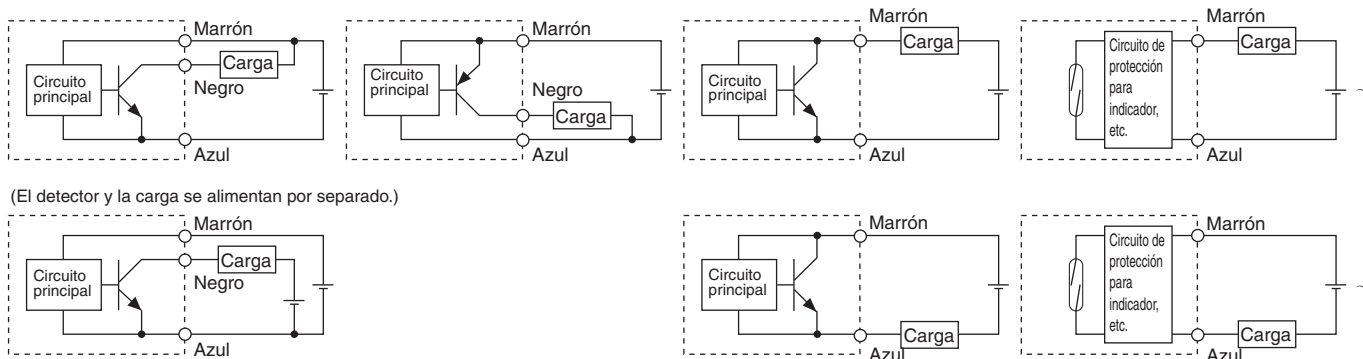 Marrón
Circuito
principal
Carga
Negro
Azul
Marrón
Circuito
principal
Negro
Carga
Azul
Marrón
Carga
Circuito
principal
Azul
Marrón
Carga
Circuito de
protección
para
indicador,
etc.
~
Azul
(El detector y la carga se alimentan por separado.)
Marrón
Circuito
principal
Carga
Negro
Azul
Marrón
Circuito
principal
Carga
Azul
Marrón
Circuito de
protección
para
indicador,
etc.
~
Carga
Azul